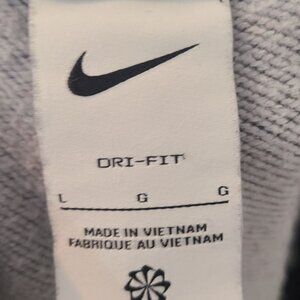 DRI-FIT
L G G
MADE IN VIETNAM
FABRIQUE AU VIETNAM